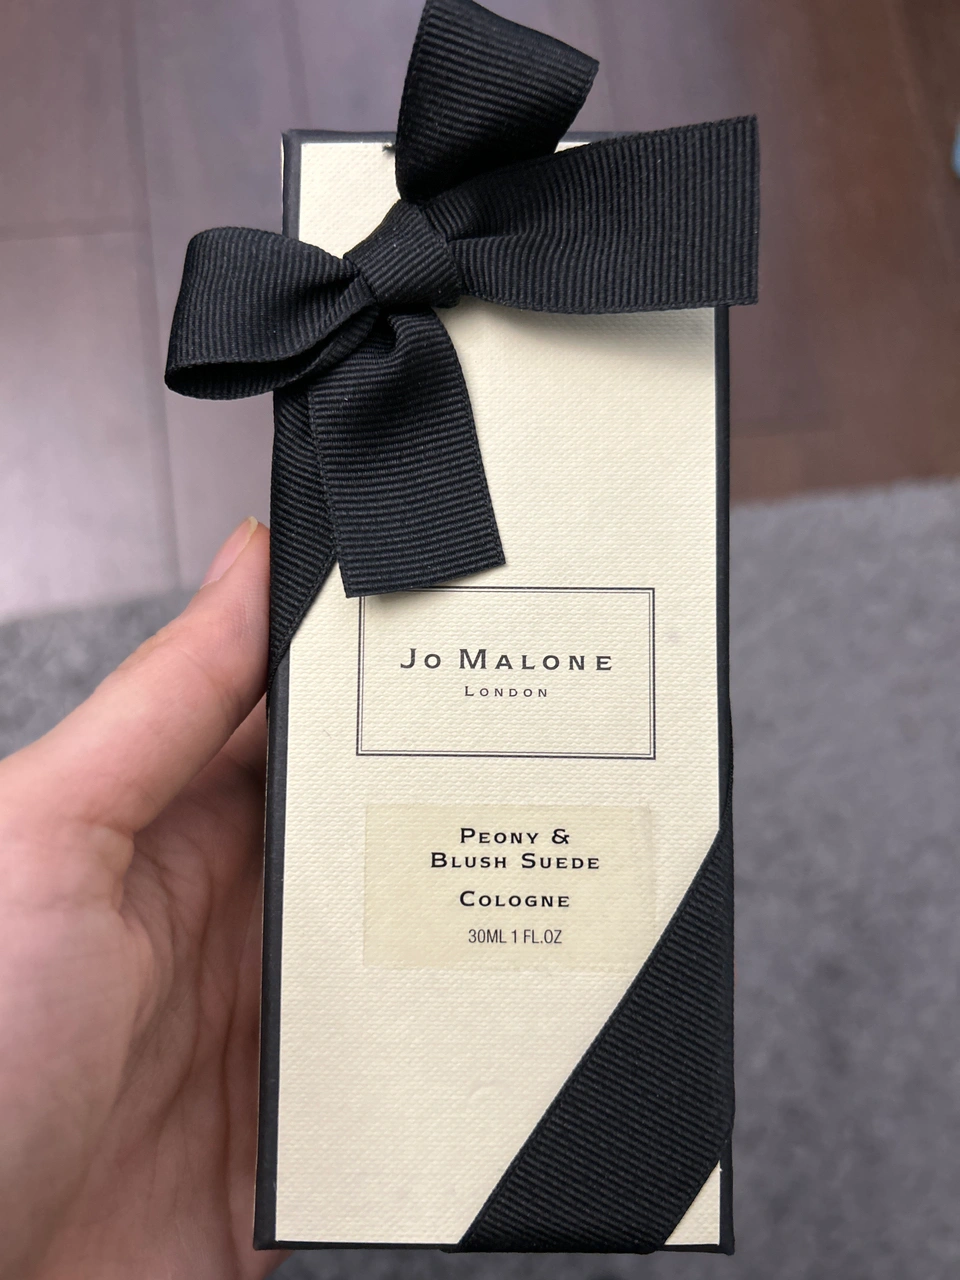 Jo Malone
London
Peony &
Blush Suede
Cologne
30ML 1 FL.OZ